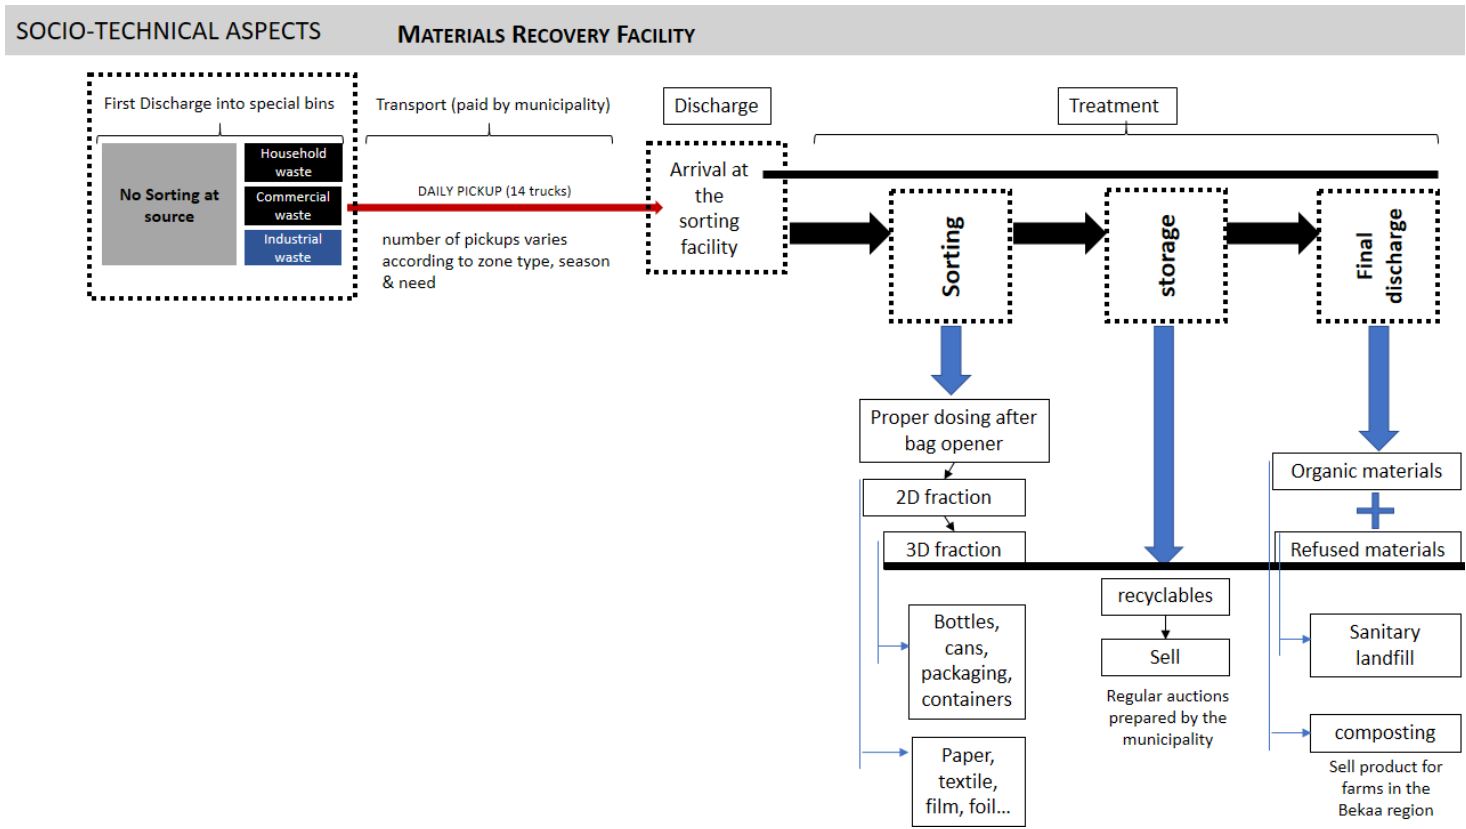 SOCIO-TECHNICAL ASPECTS
MATERIALS RECOVERY FACILITY
First Discharge into special bins
Transport (paid by municipality)
Discharge
Treatment
No Sorting at
source
Household
waste
Commercial
waste
Industrial
waste
DAILY PICKUP (14 trucks)
number of pickups varies
according to zone type, season
& need
Arrival at
the
sorting
facility
Sorting
storage
Final
discharge
Proper dosing after
bag opener
2D fraction
3D fraction
Bottles,
cans,
packaging,
containers
Paper,
textile,
film, foil...
recyclables
Sell
Regular auctions
prepared by the
municipality
Organic materials
Refused materials
Sanitary
landfill
composting
Sell product for
farms in the
Bekaa region